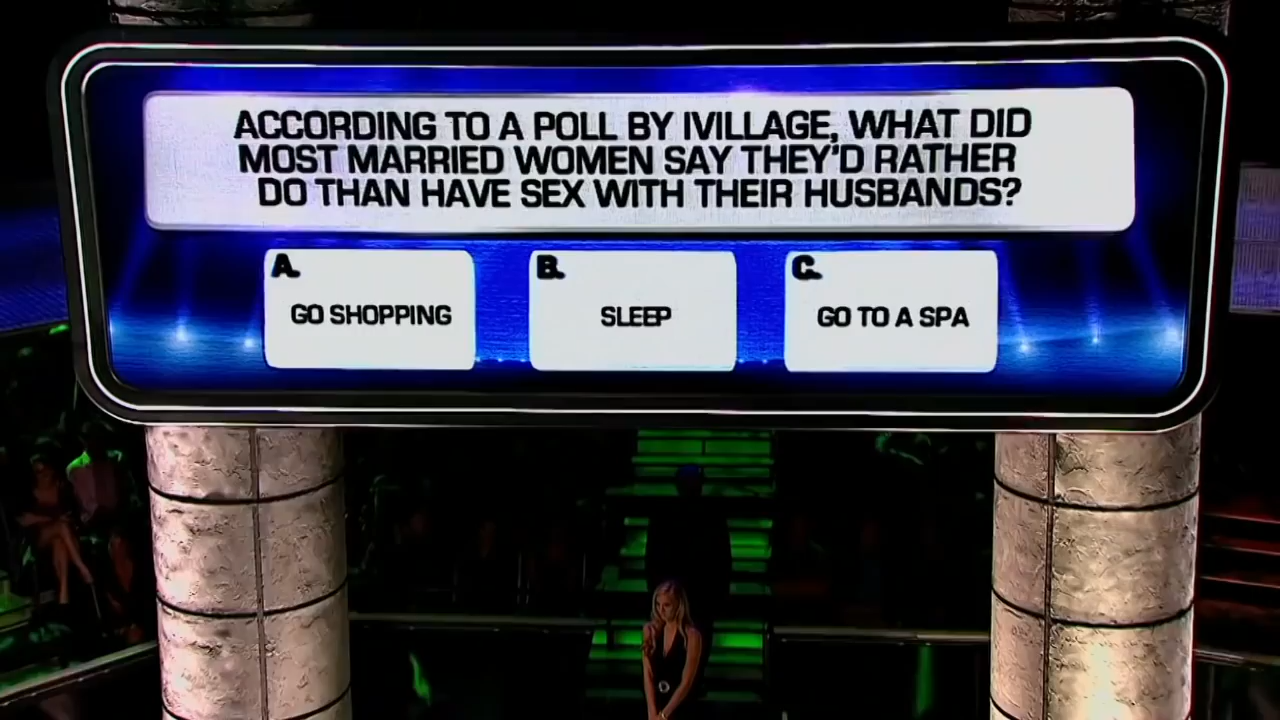 ACCORDING TO A POLL BY IVILLAGE, WHAT DID
MOST MARRIED WOMEN SAY THEY'D RATHER
DO THAN HAVE SEX WITH THEIR HUSBANDS?
A.
GO SHOPPING
B.
SLEEP
C.
GO TO A SPA